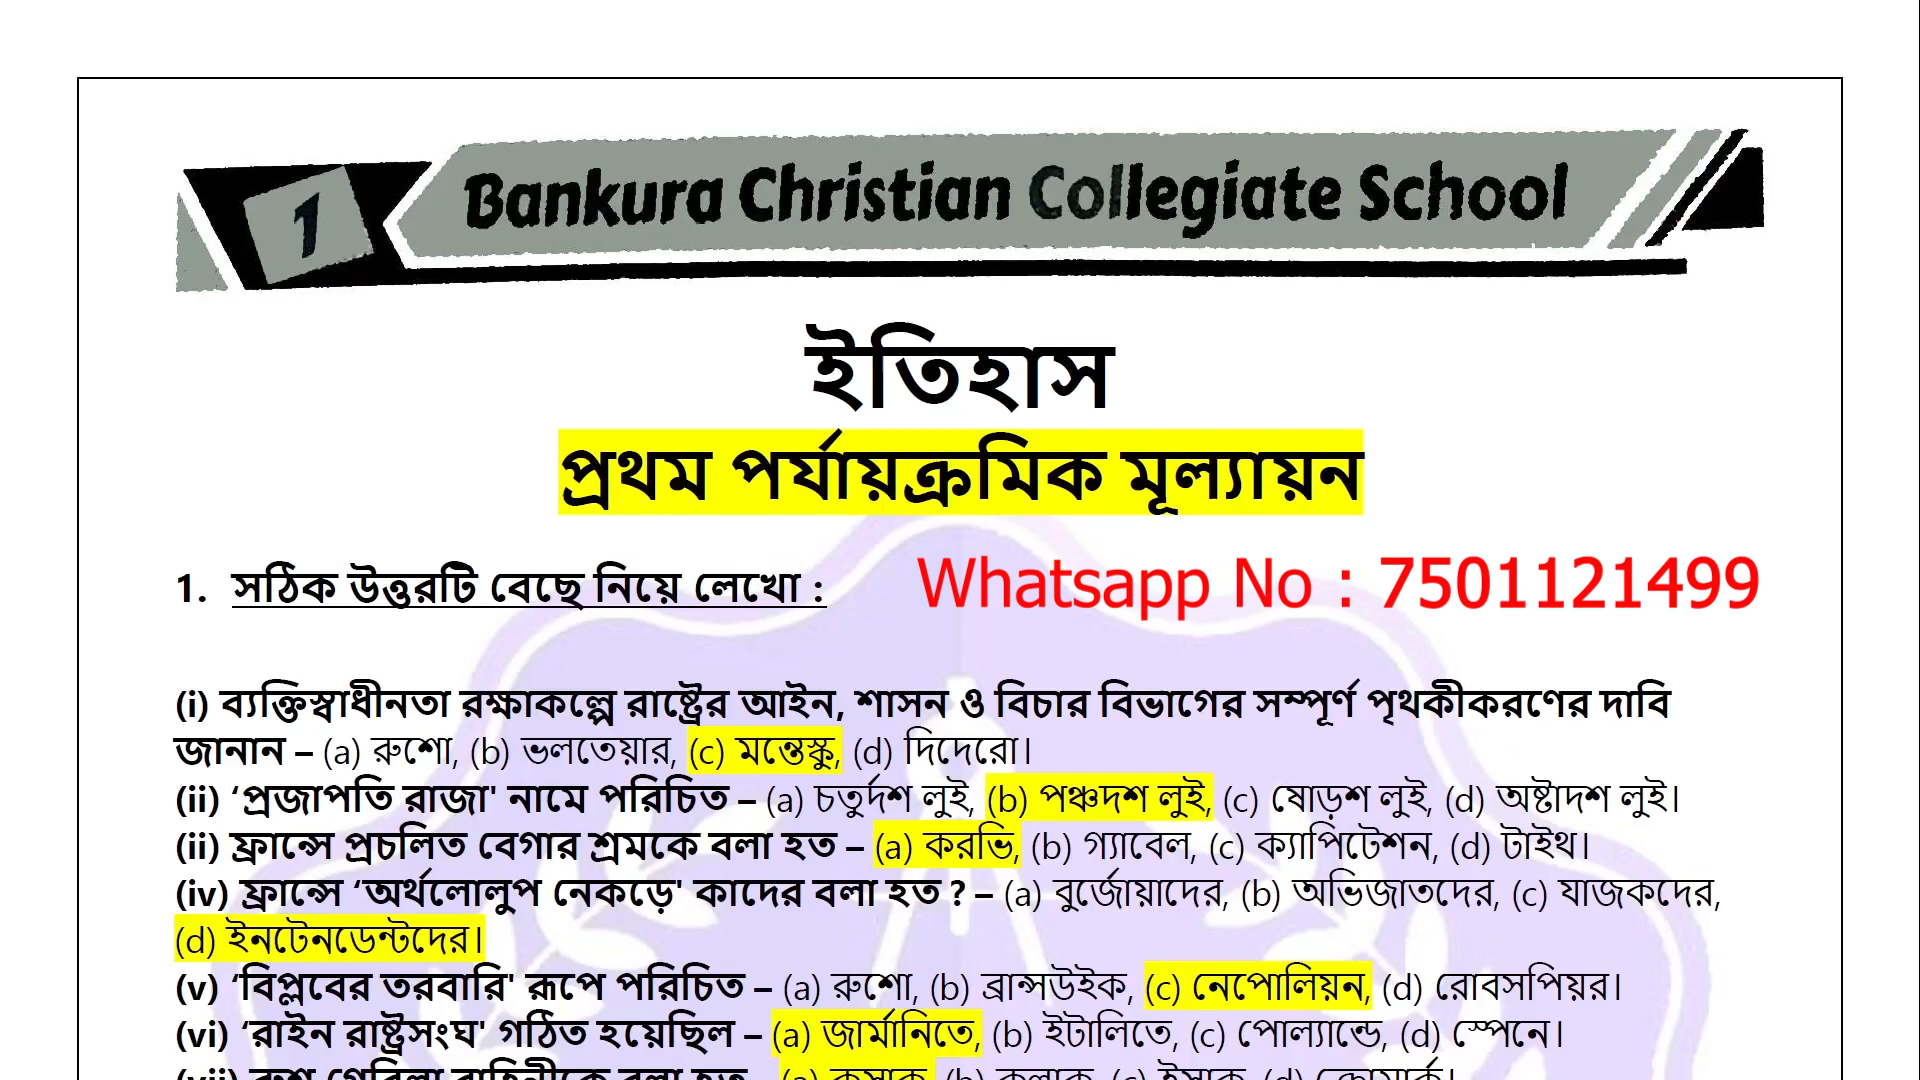 1 Bankura Christian Collegiate School
ইতিহাস
প্রথম পর্যায়ক্রমিক মূল্যায়ন
1. সঠিক উত্তরটি বেছে নিয়ে লেখো :
Whatsapp No : 7501121499
(i) ব্যক্তিস্বাধীনতা রক্ষাকল্পে রাষ্ট্রের আইন, শাসন ও বিচার বিভাগের সম্পূর্ণ পৃথকীকরণের দাবি
জানান – (a) রুশো, (b) ভলতেয়ার, (c) মন্তেস্কু, (d) দিদেরো।
(ii) ‘প্রজাপতি রাজা' নামে পরিচিত – (a) চতুর্দশ লুই, (b) পঞ্চদশ লুই, (c) ষোড়শ লুই, (d) অষ্টাদশ লুই।
(ii) ফ্রান্সে প্রচলিত বেগার শ্রমকে বলা হত – (a) করভি, (b) গ্যাবেল, (c) ক্যাপিটেশন, (d) টাইথ।
(iv) ফ্রান্সে ‘অর্থলোলুপ নেকড়ে' কাদের বলা হত ? – (a) বুর্জোয়াদের, (b) অভিজাতদের, (c) যাজকদের,
(d) ইনটেনডেন্টদের।
(v) ‘বিপ্লবের তরবারি' রূপে পরিচিত – (a) রুশো, (b) ব্রান্সউইক, (c) নেপোলিয়ন, (d) রোবসপিয়র।
(vi) ‘রাইন রাষ্ট্রসংঘ' গঠিত হয়েছিল – (a) জার্মানিতে, (b) ইটালিতে, (c) পোল্যান্ডে, (d) স্পেনে।